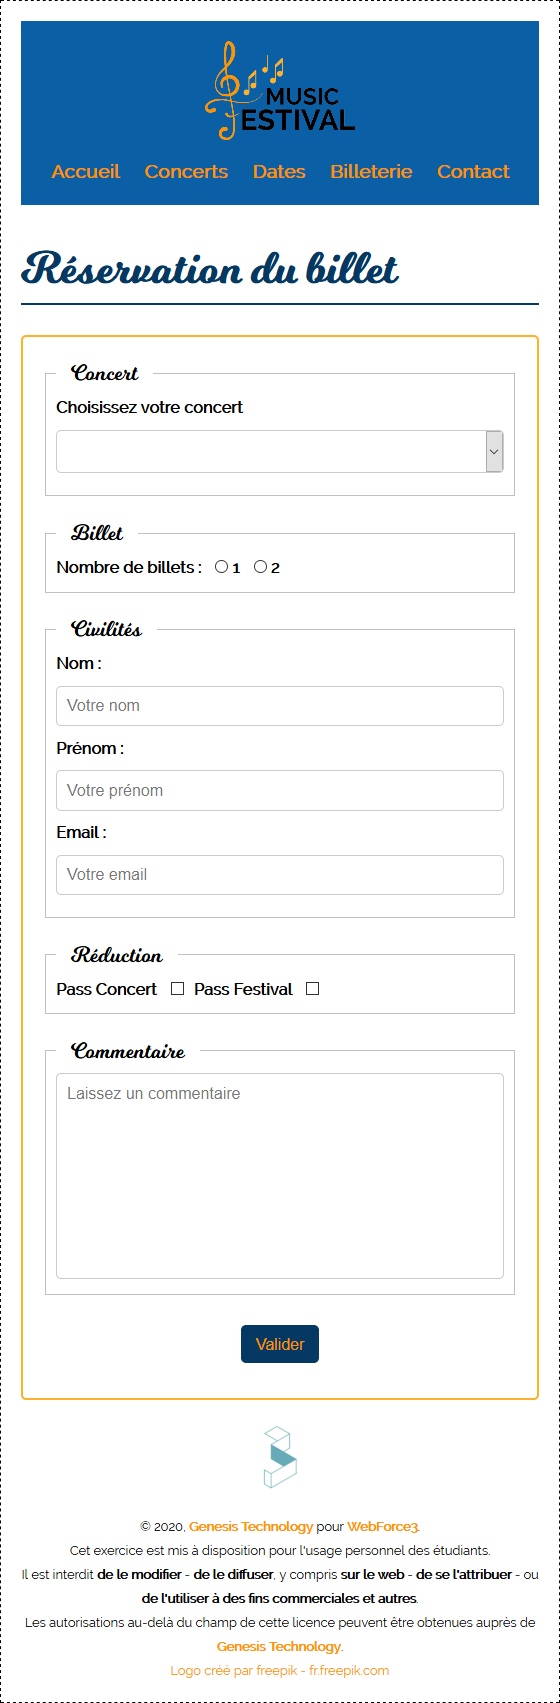 MUSIC
ESTIVAL
Accueil Concerts Dates Billeterie Contact
Réservation du billet
Concert
Choisissez votre concert
Billet
Nombre de billets : 1 2
Civilités
Nom :
Votre nom
Prénom :
Votre prénom
Email :
Votre email
Réduction
Pass Concert Pass Festival
Commentaire
Laissez un commentaire
Valider
© 2020, Genesis Technology pour WebForce3.
Cet exercice est mis à disposition pour l'usage personnel des étudiants.
Il est interdit de le modifier - de le diffuser, y compris sur le web - de se l'attribuer - ou
de l'utiliser à des fins commerciales et autres.
Les autorisations au-delà du champ de cette licence peuvent être obtenues auprès de
Genesis Technology.
Logo créé par freepik - fr.freepik.com